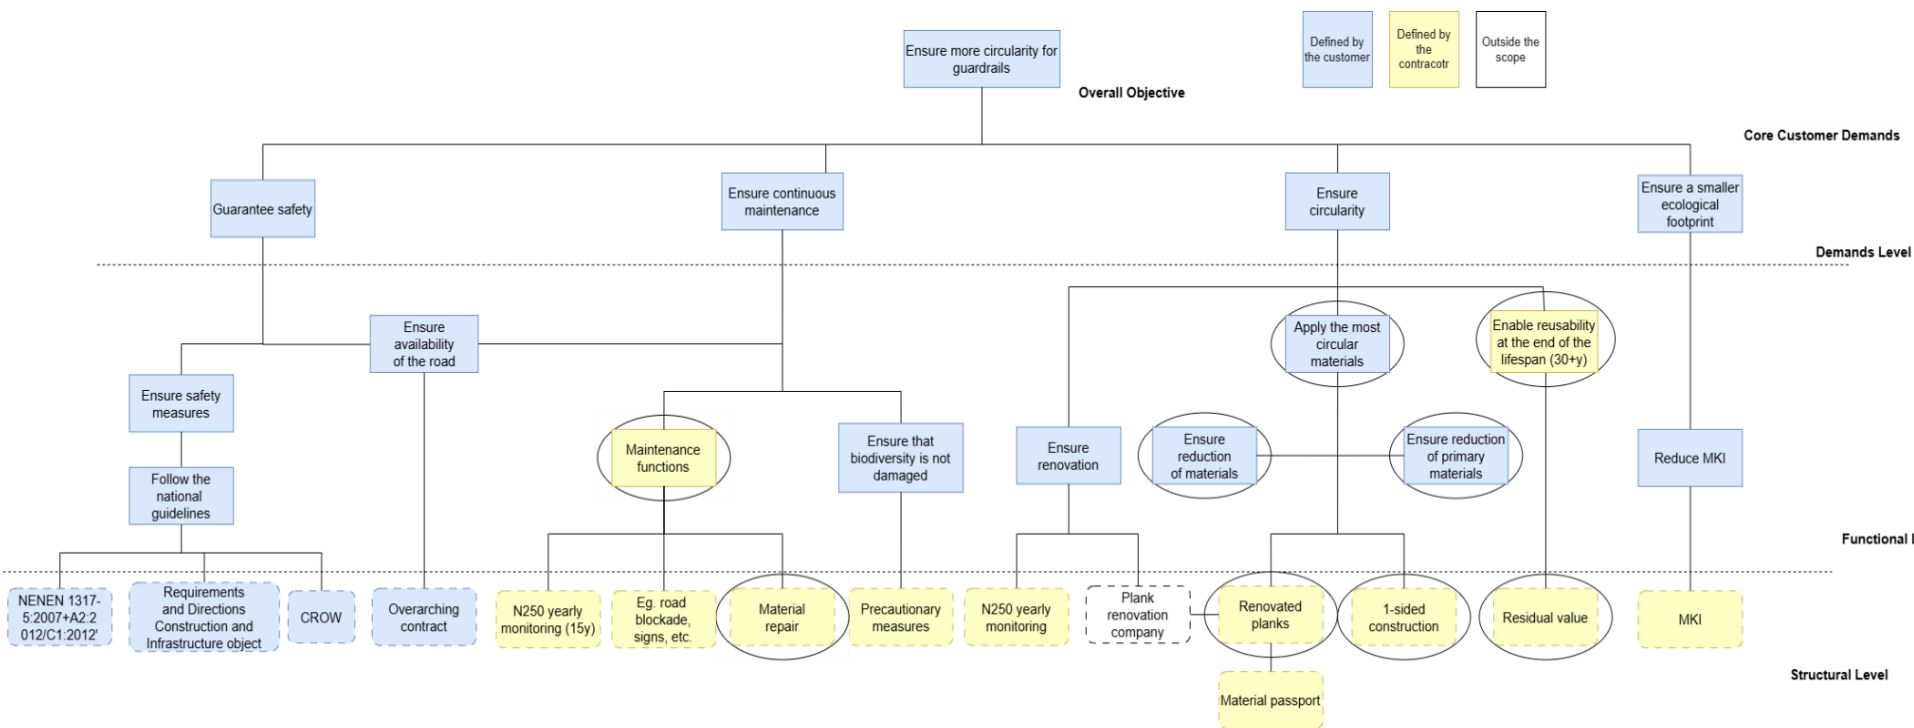 Ensure more circularity for
guardrails
Defined by
the customer
Defined by
the
contracotr
Outside the
scope
Overall Objective
Core Customer Demands
Guarantee safety
Ensure continuous
maintenance
Ensure
circularity
Ensure a smaller
ecological
footprint
Demands Level
Ensure
availability
of the road
Apply the most
circular
materials
Enable reusability
at the end of the
lifespan (30+y)
Ensure safety
measures
Maintenance
functions
Ensure that
biodiversity is not
damaged
Ensure
renovation
Ensure
reduction
of materials
Ensure reduction
of primary
materials
Reduce MKI
Follow the
national
guidelines
Functional l
NENEN 1317-
5:2007+A2:2
012/C1:2012'
Requirements
and Directions
Construction and
Infrastructure object
CROW
Overarching
contract
N250 yearly
monitoring (15y)
Eg. road
blockade,
signs, etc.
Material
repair
Precautionary
measures
N250 yearly
monitoring
Plank
renovation
company
Renovated
planks
1-sided
construction
Residual value
MKI
Structural Level
Material passport